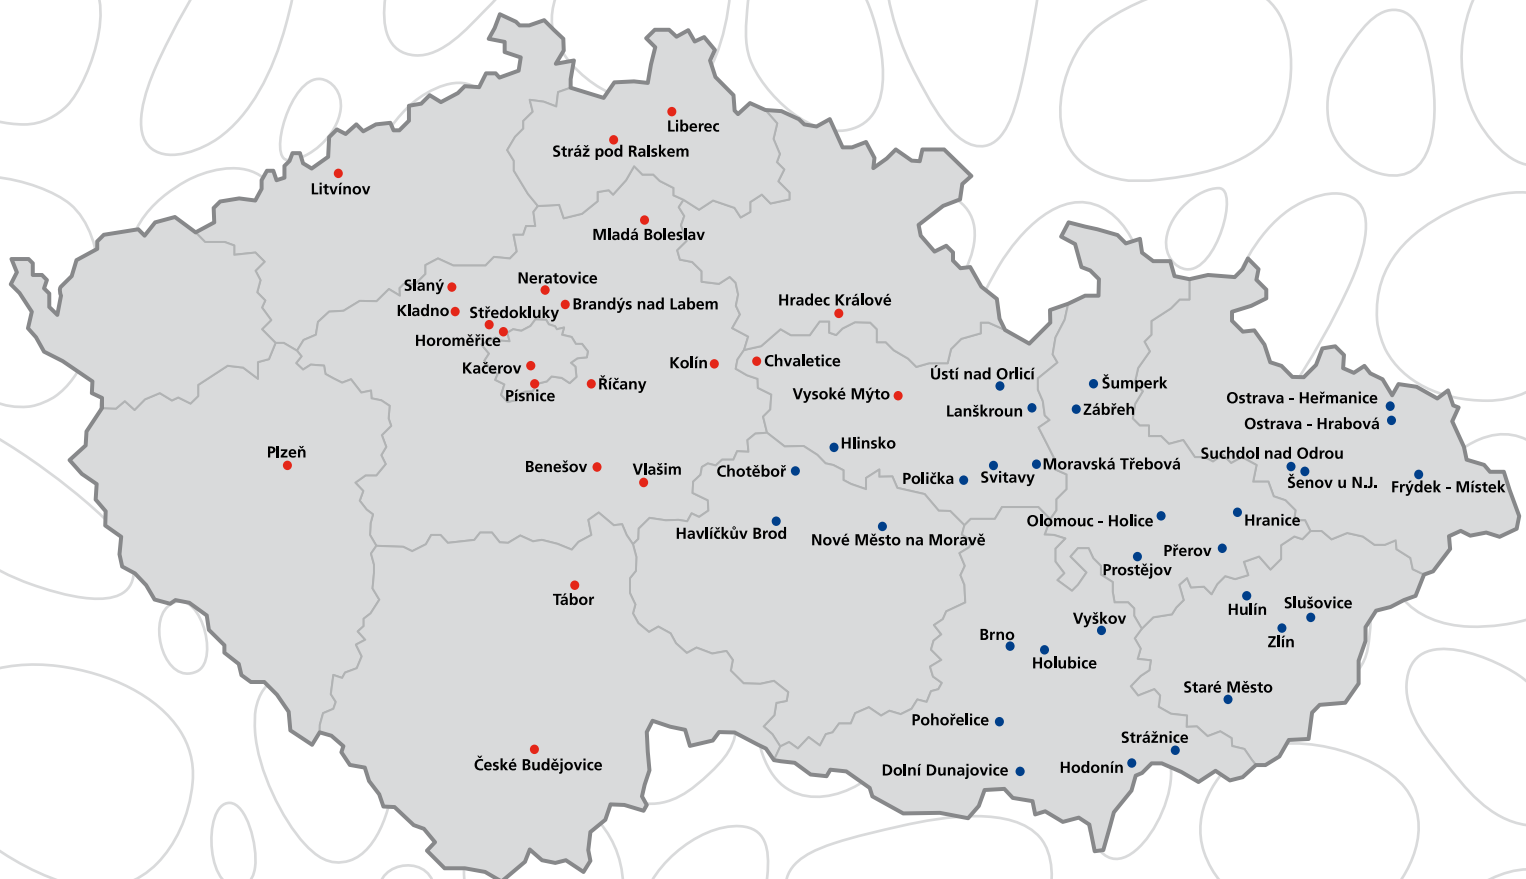 Liberec
Stráž pod Ralskem
Litvínov
Mladá Boleslav
Neratovice
Slaný
Brandýs nad Labem
Kladno
Středokluky
Hradec Králové
Horoměřice
Kačerov
Kolín
Chvaletice
Ústí nad Orlicí
Šumperk
Písnice
Říčany
Vysoké Mýto
Lanškroun
Zábřeh
Ostrava - Heřmanice
Ostrava - Hrabová
Hlinsko
Plzeň
Benešov
Vlašim
Chotěboř
Polička
Svitavy
Moravská Třebová
Suchdol nad Odrou
Šenov u N.J.
Frýdek - Místek
Havlíčkův Brod
Nové Město na Moravě
Olomouc - Holice
Hranice
Přerov
Prostějov
Tábor
Hulín
Slušovice
Vyškov
Brno
Zlín
Holubice
Staré Město
Pohořelice
Strážnice
České Budějovice
Dolní Dunajovice
Hodonín